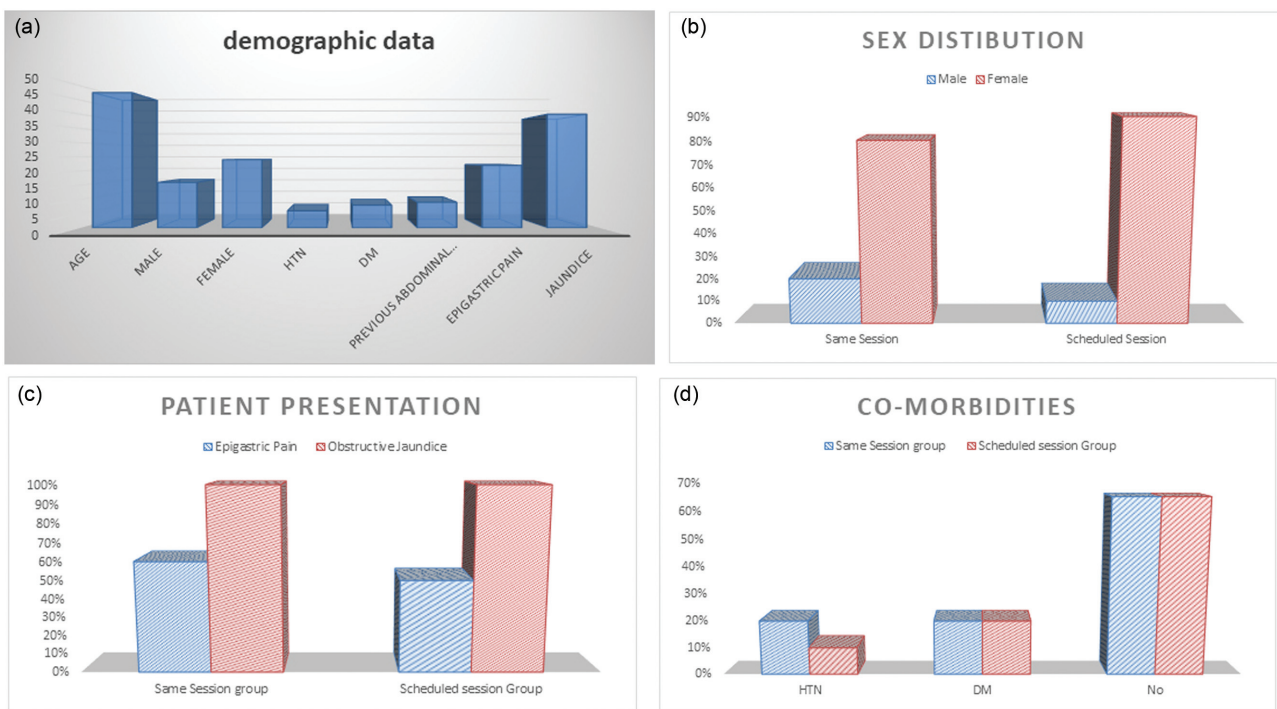 (a)
demographic data
50
45
40
35
30
25
20
15
10
5
0
AGE
MALE
FEMALE
HTN
DM
PREVIOUS ABDOMINAL...
EPIGASTRIC PAIN
JAUNDICE
(b)
SEX DISTIBUTION
Male Female
90%
80%
70%
60%
50%
40%
30%
20%
10%
0%
Same Session
Scheduled Session
(c)
PATIENT PRESENTATION
Epigastric Pain Obstructive Jaundice
100%
90%
80%
70%
60%
50%
40%
30%
20%
10%
0%
Same Session group
Scheduled session Group
(d)
CO-MORBIDITIES
Same Session group Scheduled session Group
70%
60%
50%
40%
30%
20%
10%
0%
HTN
DM
No